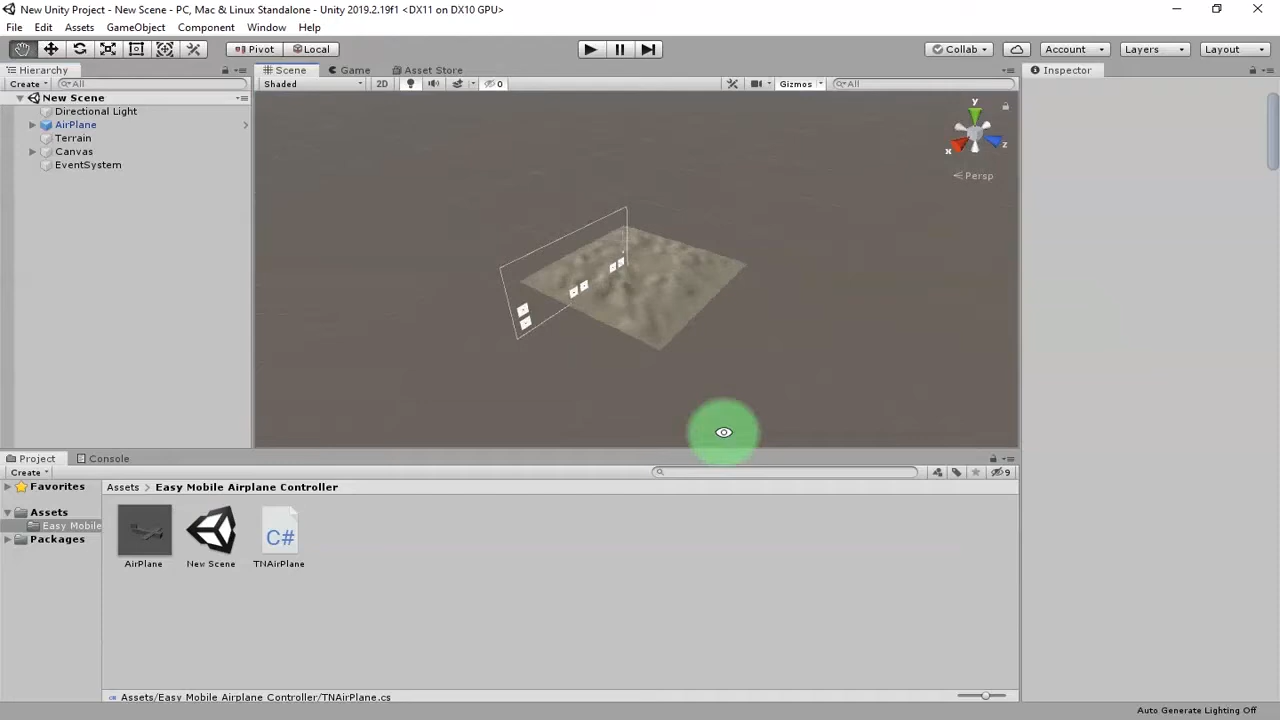 New Unity Project - New Scene - PC, Mac & Linux Standalone - Unity 2019.2.19f1 <DX11 on DX10 GPU>
File Edit Assets GameObject Component Window Help
Pivot Local Collab Account Layers Layout
Hierarchy Scene Game Asset Store Inspector
Create All Shaded 2D 0 Gizmos All
New Scene
Directional Light
AirPlane
Terrain
Canvas
EventSystem
y
x z
Persp
Project Console
Create 9
Favorites Assets > Easy Mobile Airplane Controller
Assets
Easy Mobile
Packages
C#
AirPlane New Scene TNAirPlane
Assets/Easy Mobile Airplane Controller/TNAirPlane.cs
Auto Generate Lighting Off